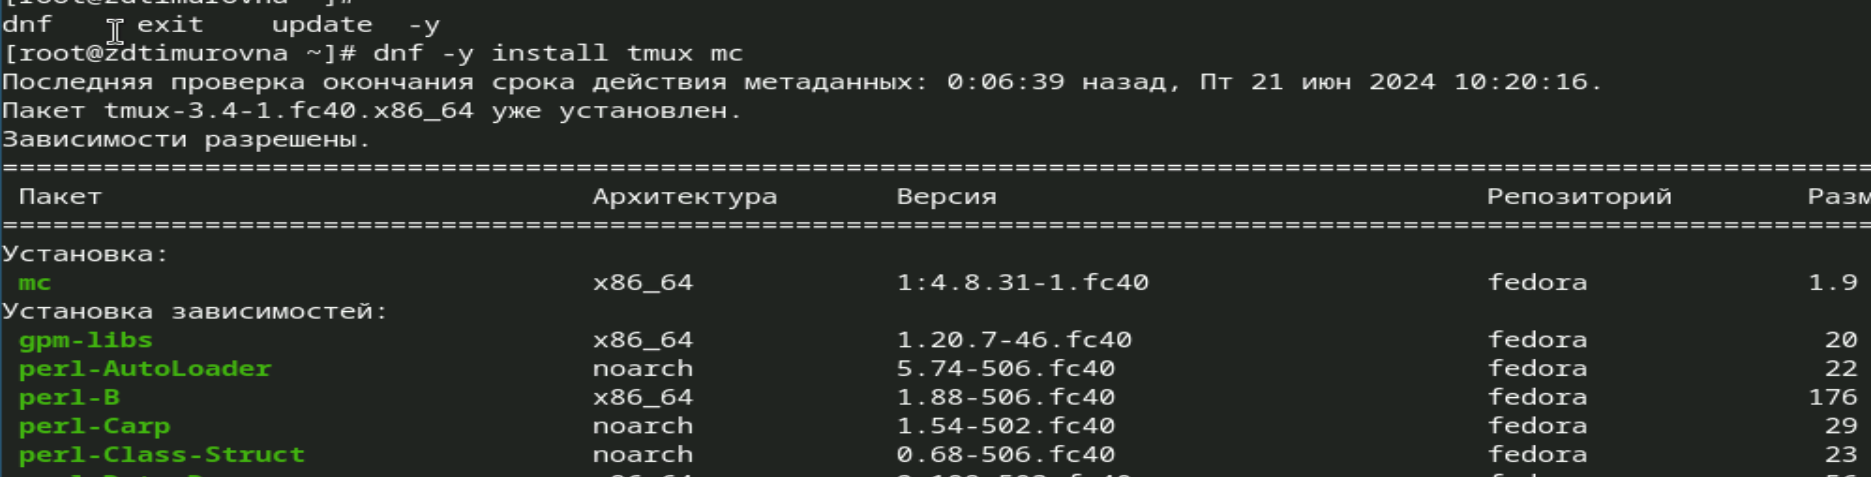 [root@zdtimurovna ~]#
dnf exit update -y
[root@zdtimurovna ~]# dnf -y install tmux mc
Последняя проверка окончания срока действия метаданных: 0:06:39 назад, Пт 21 июн 2024 10:20:16.
Пакет tmux-3.4-1.fc40.x86_64 уже установлен.
Зависимости разрешены.
Пакет Архитектура Версия Репозиторий Разм
Установка:
mc x86_64 1:4.8.31-1.fc40 fedora 1.9
Установка зависимостей:
gpm-libs x86_64 1.20.7-46.fc40 fedora 20
perl-AutoLoader noarch 5.74-506.fc40 fedora 22
perl-B x86_64 1.88-506.fc40 fedora 176
perl-Carp noarch 1.54-502.fc40 fedora 29
perl-Class-Struct noarch 0.68-506.fc40 fedora 23